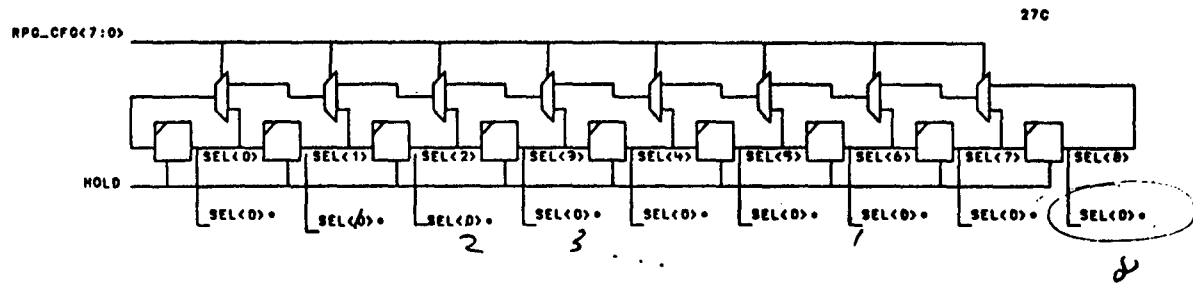 27C
RPG_CFG<7:0>
SEL<0> SEL<1> SEL<2> SEL<3> SEL<4> SEL<5> SEL<6> SEL<7> SEL<8>
HOLD
SEL<0>* SEL<0>* SEL<0>* SEL<0>* SEL<0>* SEL<0>* SEL<0>* SEL<0>* SEL<0>*
2 3 . . . . 1 8